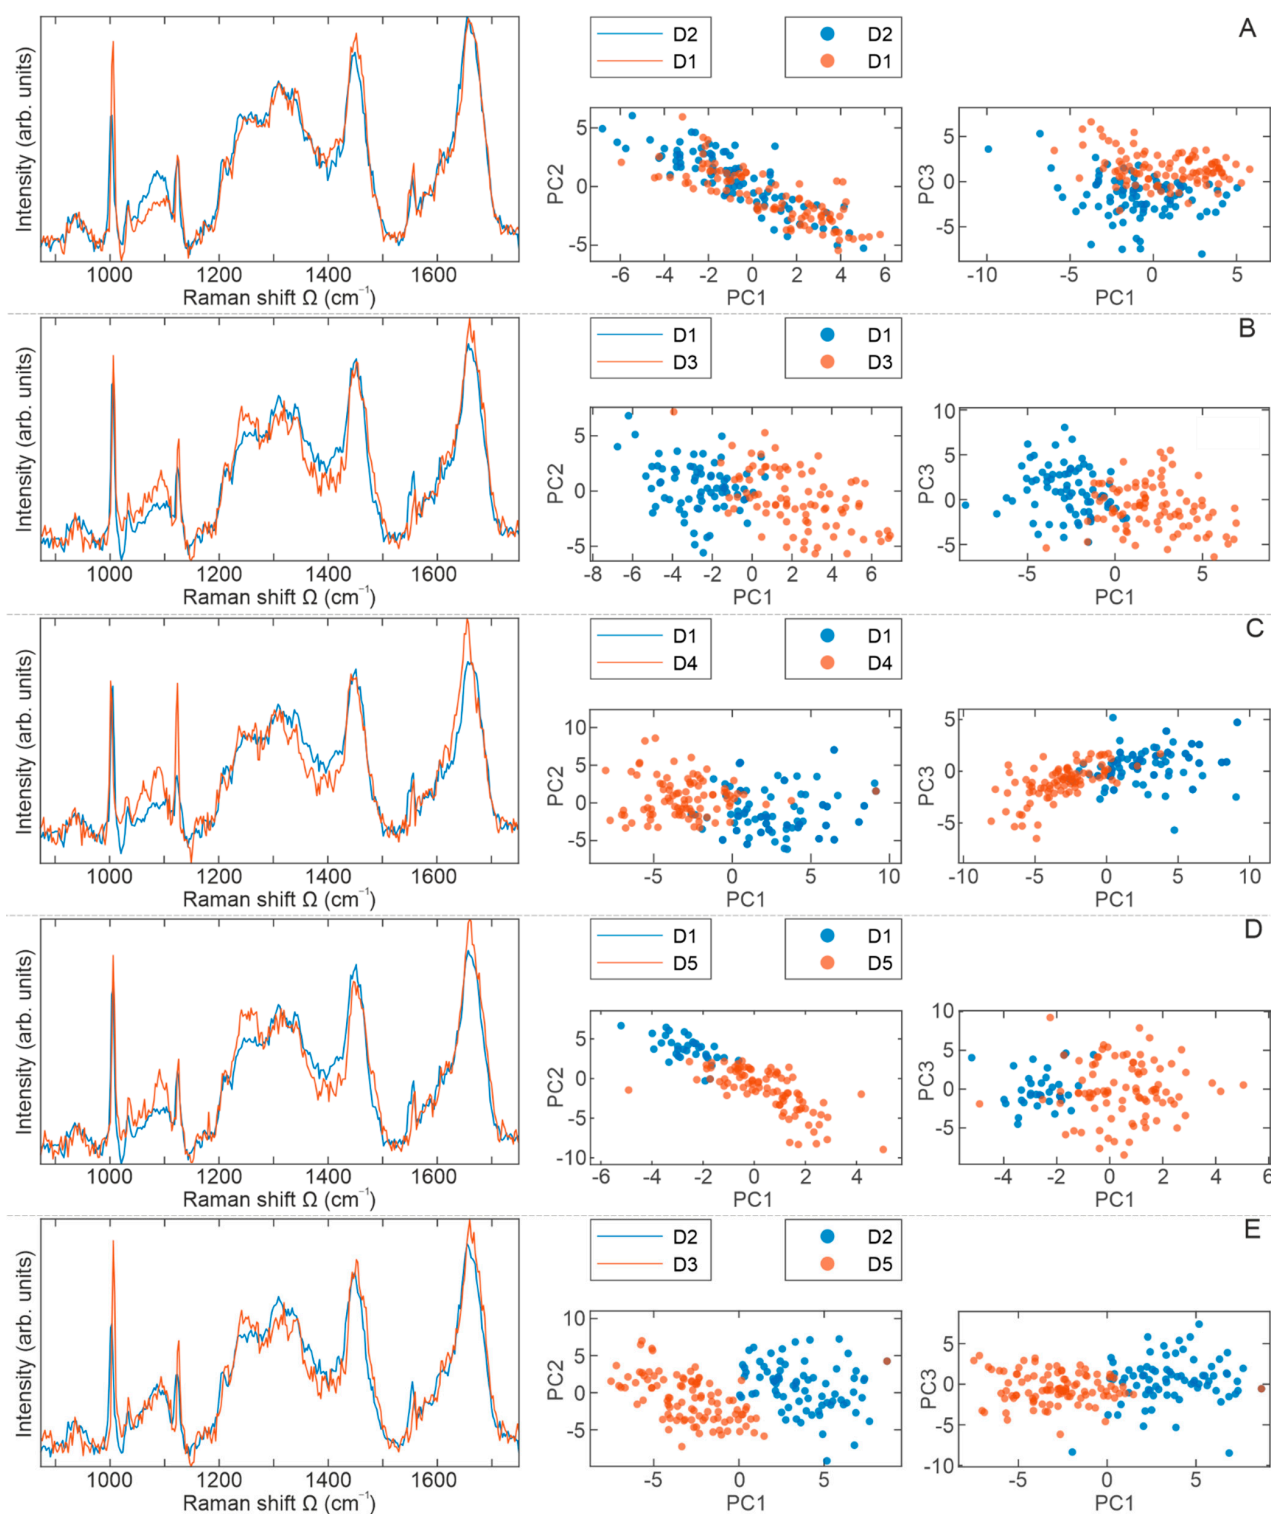 D2
D1
D2
D1
A
Intensity (arb. units)
1000 1200 1400 1600
Raman shift Ω (cm⁻¹)
PC2
5
0
-5
-6 -4 -2 0 2 4 6
PC1
PC3
5
0
-5
-10 -5 0 5
PC1
D1
D3
D1
D3
B
Intensity (arb. units)
1000 1200 1400 1600
Raman shift Ω (cm⁻¹)
PC2
5
0
-5
-8 -6 -4 -2 0 2 4 6
PC1
PC3
10
5
0
-5
-5 0 5
PC1
D1
D4
D1
D4
C
Intensity (arb. units)
1000 1200 1400 1600
Raman shift Ω (cm⁻¹)
PC2
10
5
0
-5
-5 0 5 10
PC1
PC3
5
0
-5
-10 -5 0 5 10
PC1
D1
D5
D1
D5
D
Intensity (arb. units)
1000 1200 1400 1600
Raman shift Ω (cm⁻¹)
PC2
5
0
-5
-10
-6 -4 -2 0 2 4
PC1
PC3
10
5
0
-5
-4 -2 0 2 4 6
PC1
D2
D3
D2
D5
E
Intensity (arb. units)
1000 1200 1400 1600
Raman shift Ω (cm⁻¹)
PC2
10
5
0
-5
-5 0 5
PC1
PC3
5
0
-5
-10
-5 0 5
PC1